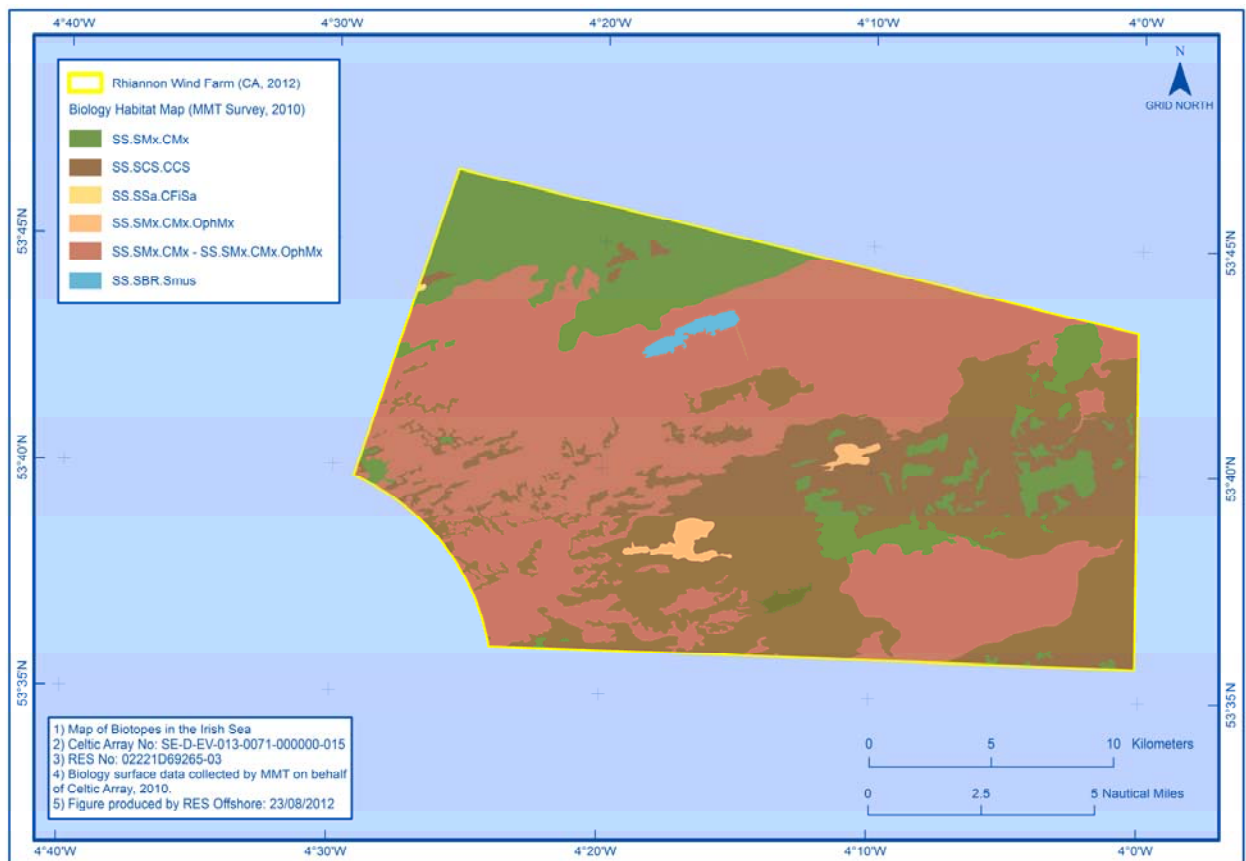 4°40'W 4°30'W 4°20'W 4°10'W 4°0'W
N
GRID NORTH
Rhiannon Wind Farm (CA, 2012)
Biology Habitat Map (MMT Survey, 2010)
SS.SMx.CMx
SS.SCS.CCS
SS.SSa.CFiSa
SS.SMx.CMx.OphMx
SS.SMx.CMx - SS.SMx.CMx.OphMx
SS.SBR.Smus
53°45'N
53°45'N
53°40'N
53°40'N
53°35'N
53°35'N
1) Map of Biotopes in the Irish Sea
2) Celtic Array No: SE-D-EV-013-0071-000000-015
3) RES No: 02221D69265-03
4) Biology surface data collected by MMT on behalf
of Celtic Array, 2010.
5) Figure produced by RES Offshore: 23/08/2012
0 5 10 Kilometers
0 2.5 5 Nautical Miles
4°40'W 4°30'W 4°20'W 4°10'W 4°0'W